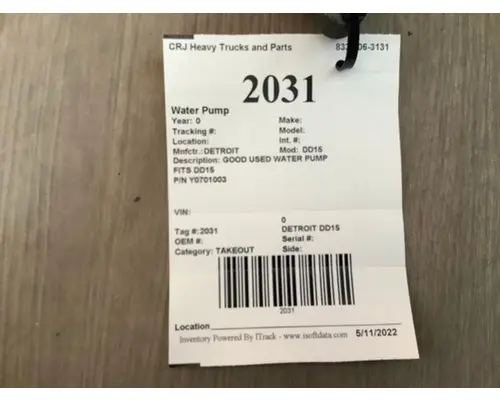 CRJ Heavy Trucks and Parts
2031
Water Pump
Year: 0 Make:
Tracking #: Model:
Location: Int. #:
Mnfctr.: DETROIT Mod: DD15
Description: GOOD USED WATER PUMP
FITS DD15
P/N Y0701003
VIN: 0
Tag #:2031 DETROIT DD15
OEM #: Serial #:
Category: TAKEOUT Side:
2031
Location
Inventory Powered By ITrack - www.isoftdata.com 5/11/2022